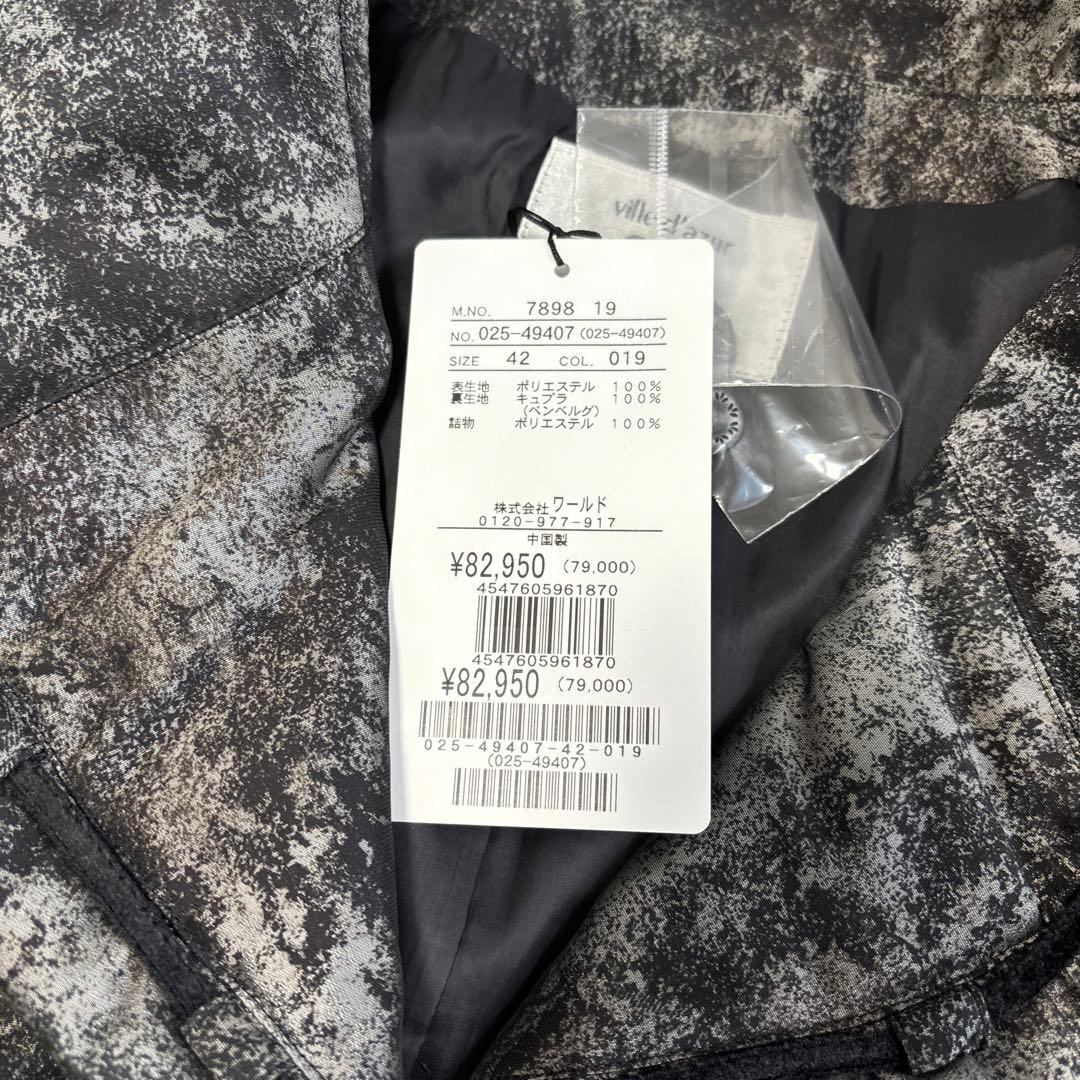 ville d'azur
M.NO. 7898 19
NO. 025-49407 (025-49407)
SIZE 42 COL. 019
表生地 ポリエステル 100%
裏生地 キュプラ 100%
(ベンベルグ)
詰物 ポリエステル 100%
株式会社 ワールド
0120-977-917
中国製
¥82,950 (79,000)
4547605961870
4547605961870
¥82,950 (79,000)
025-49407-42-019
(025-49407)